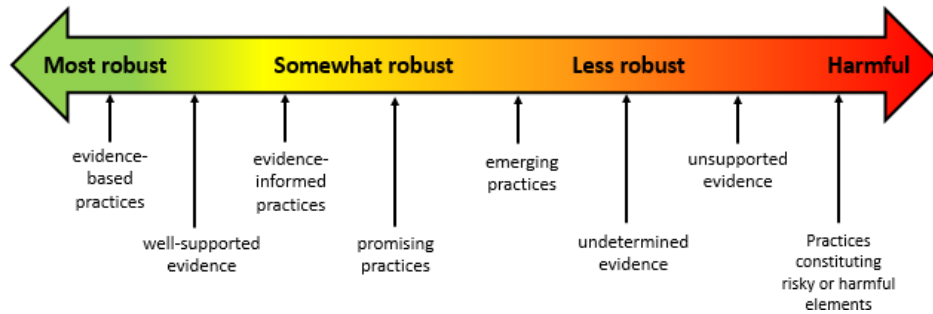 Most robust
Somewhat robust
Less robust
Harmful
evidence-
based
practices
well-supported
evidence
evidence-
informed
practices
promising
practices
emerging
practices
undetermined
evidence
unsupported
evidence
Practices
constituting
risky or harmful
elements